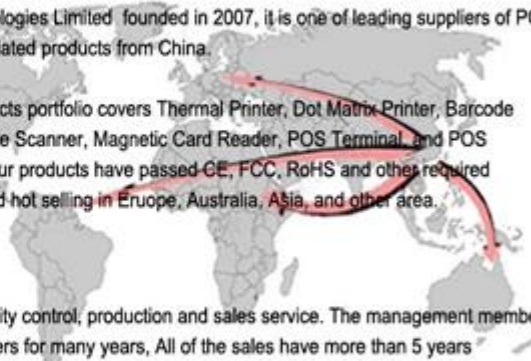 ologies Limited founded in 2007, it is one of leading suppliers of P
lated products from China.
cts portfolio covers Thermal Printer, Dot Matrix Printer, Barcode
e Scanner, Magnetic Card Reader, POS Terminal, and POS
ur products have passed CE, FCC, RoHS and other required
d hot selling in Eruope, Australia, Asia, and other area.
ity control, production and sales service. The management membe
ers for many years, All of the sales have more than 5 years